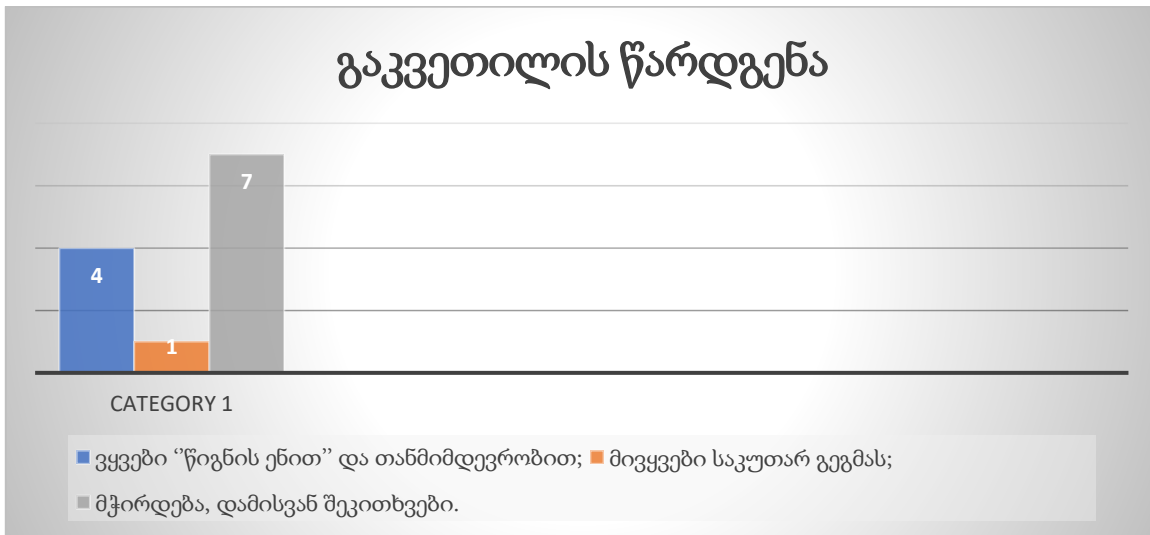 გაკვეთილის წარდგენა
7
4
1
CATEGORY 1
ვყვები “წიგნის ენით” და თანმიმდევრობით; მივყვები საკუთარ გეგმას;
მჭირდება, დამისვან შეკითხვები.